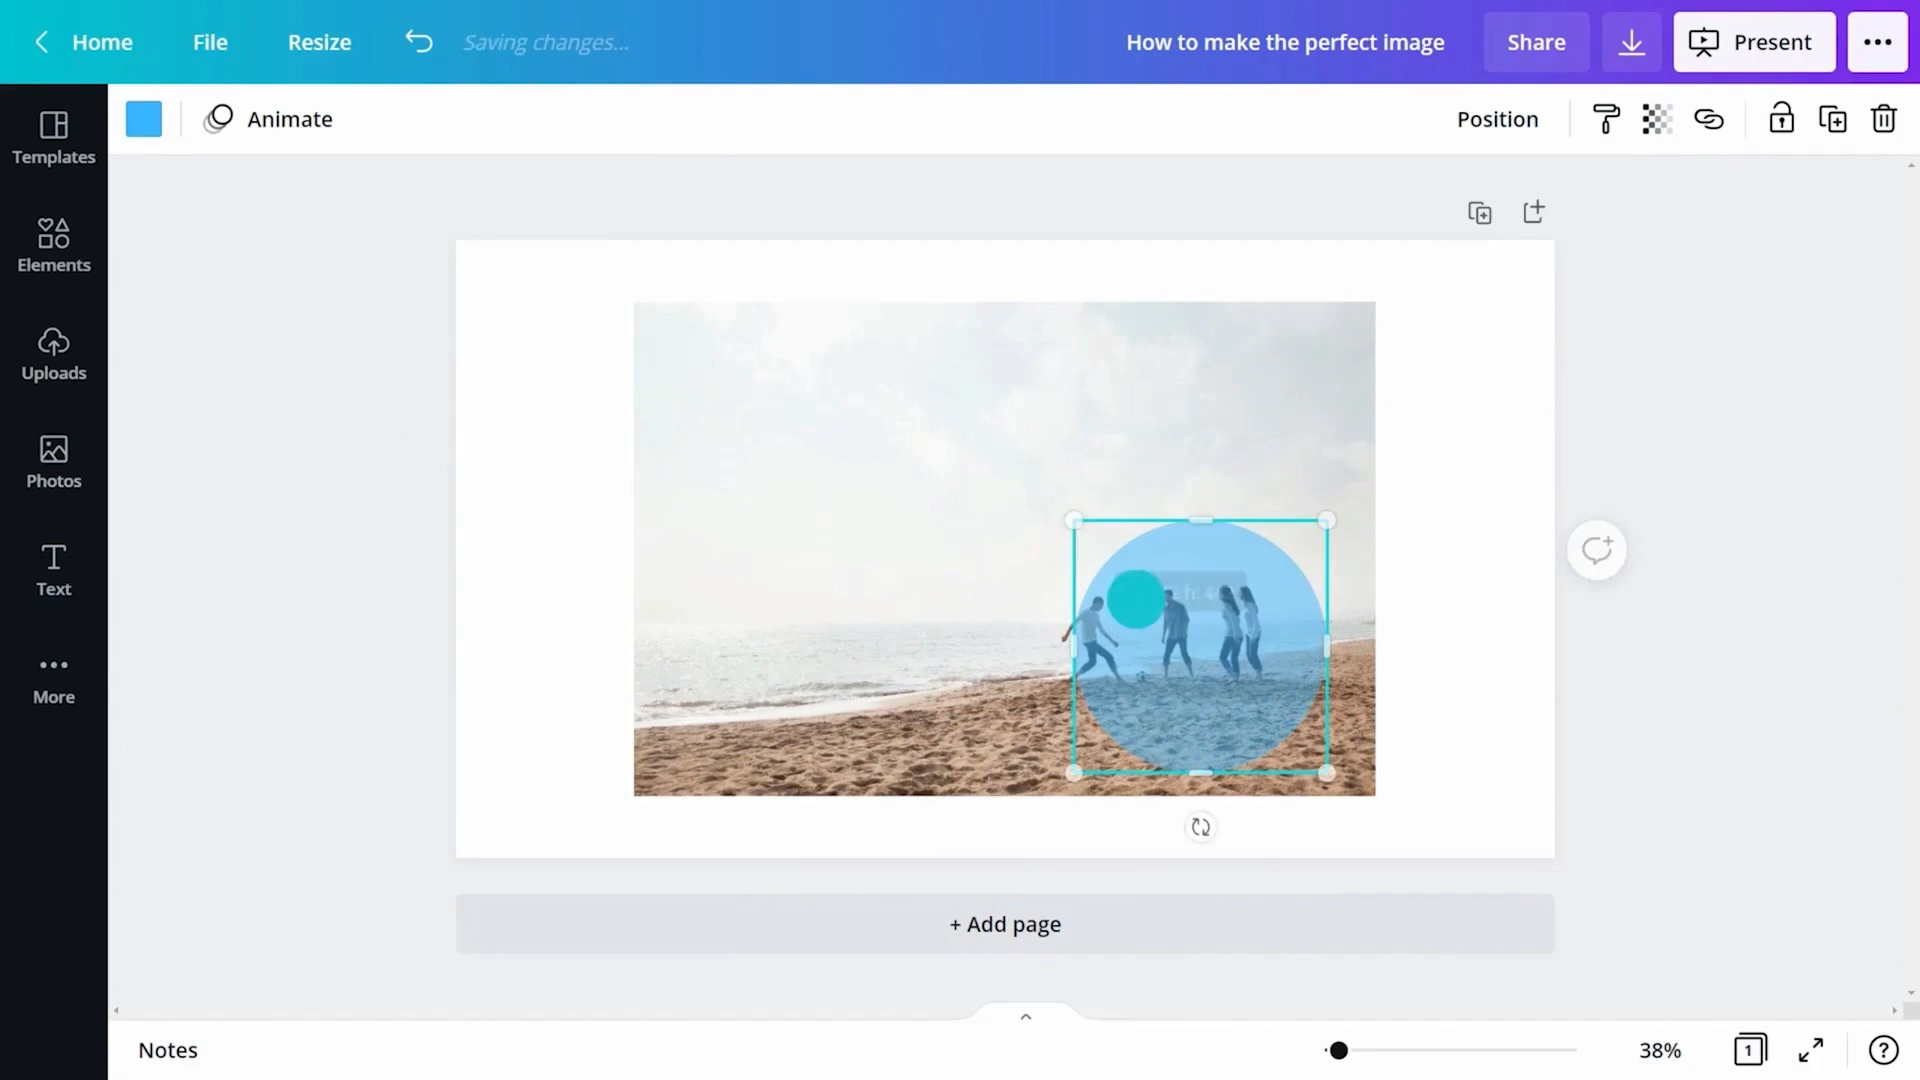 Home File Resize Saving changes... How to make the perfect image Share Present
Animate Position
Templates
Elements
Uploads
Photos
Text
More
+ Add page
Notes 38% 1 ?